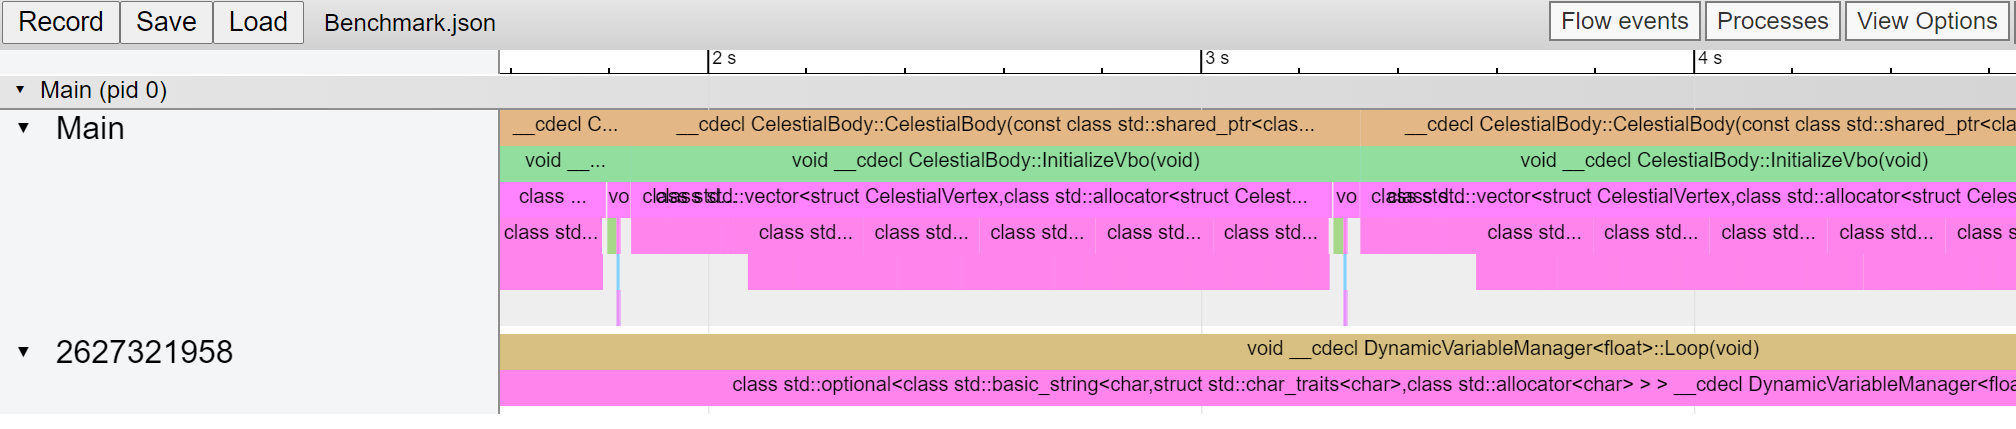 Record Save Load Benchmark.json Flow events Processes View Options
2 s 3 s 4 s
Main (pid 0)
Main __cdecl C... __cdecl CelestialBody::CelestialBody(const class std::shared_ptr<clas... __cdecl CelestialBody::CelestialBody(const class std::shared_ptr<cla
void __... void __cdecl CelestialBody::InitializeVbo(void) void __cdecl CelestialBody::InitializeVbo(void)
class ... vo std::vector<struct CelestialVertex,class std::allocator<struct Celest... vo std::vector<struct CelestialVertex,class std::allocator<struct Celes
class std... class std... class std... class std... class std... class std... class std... class std... class std... class std... class s
2627321958 void __cdecl DynamicVariableManager<float>::Loop(void)
class std::optional<class std::basic_string<char,struct std::char_traits<char>,class std::allocator<char> > > __cdecl DynamicVariableManager<floa